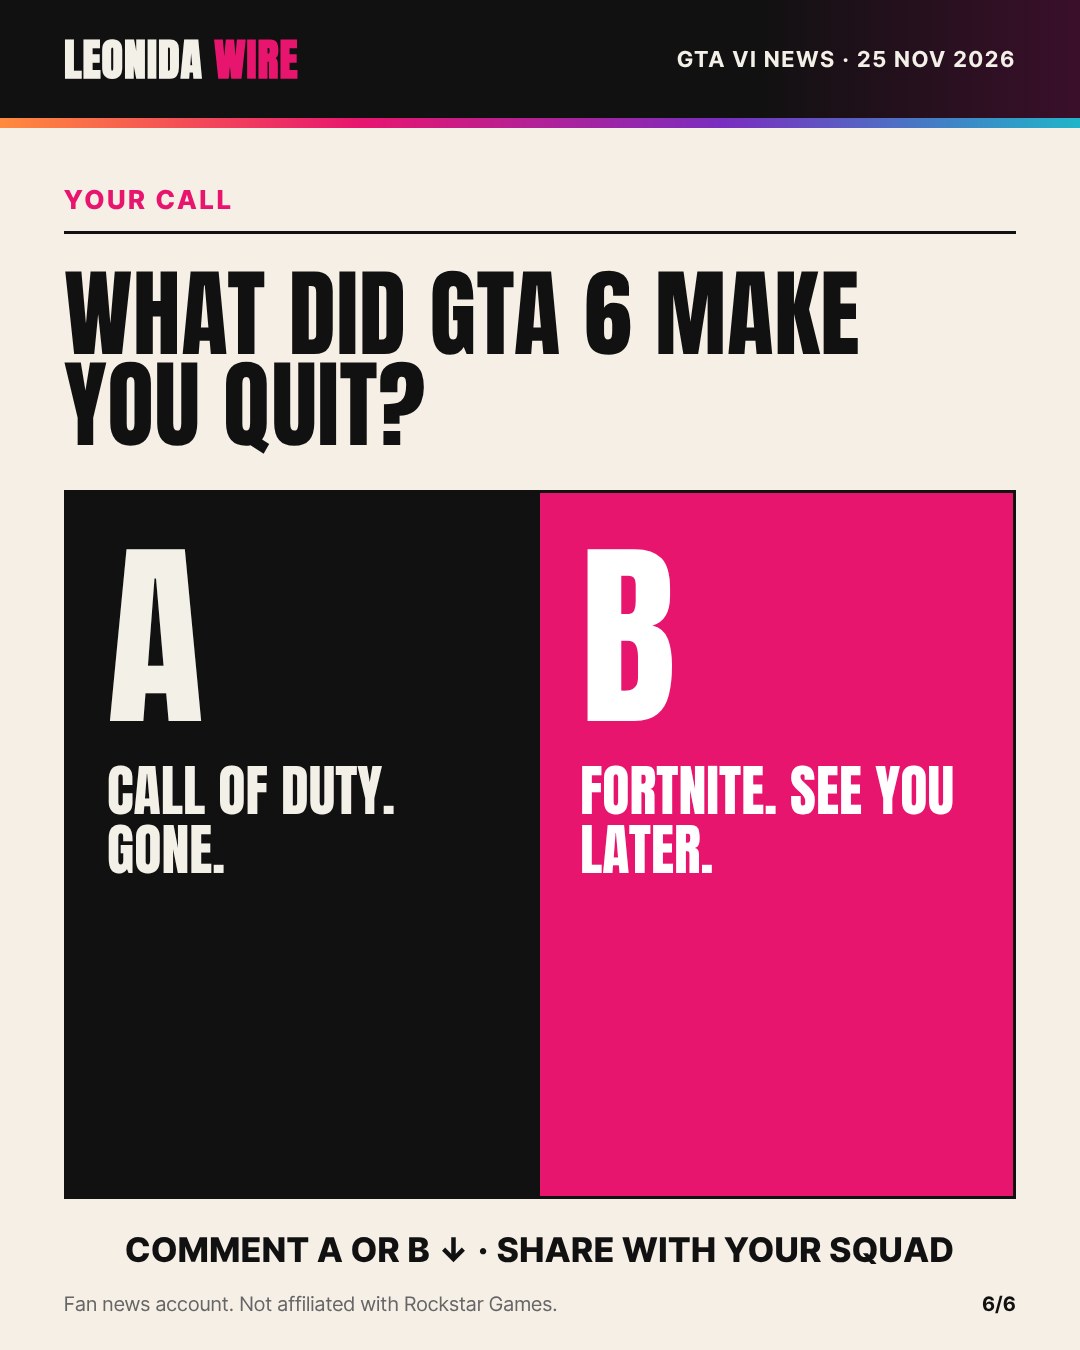 LEONIDA WIRE
GTA VI NEWS · 25 NOV 2026
YOUR CALL
WHAT DID GTA 6 MAKE
YOU QUIT?
A
CALL OF DUTY.
GONE.
B
FORTNITE. SEE YOU
LATER.
COMMENT A OR B ↓ · SHARE WITH YOUR SQUAD
Fan news account. Not affiliated with Rockstar Games.
6/6